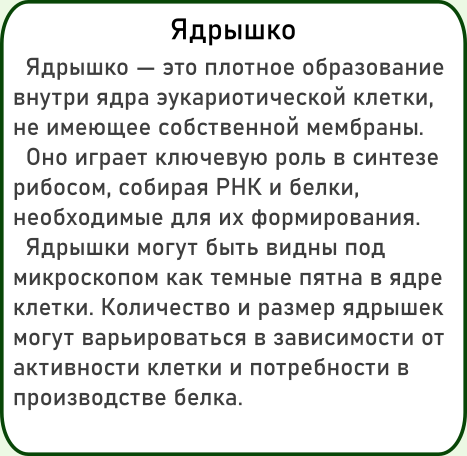 Ядрышко
Ядрышко — это плотное образование
внутри ядра эукариотической клетки,
не имеющее собственной мембраны.
Оно играет ключевую роль в синтезе
рибосом, собирая РНК и белки,
необходимые для их формирования.
Ядрышки могут быть видны под
микроскопом как темные пятна в ядре
клетки. Количество и размер ядрышек
могут варьироваться в зависимости от
активности клетки и потребности в
производстве белка.